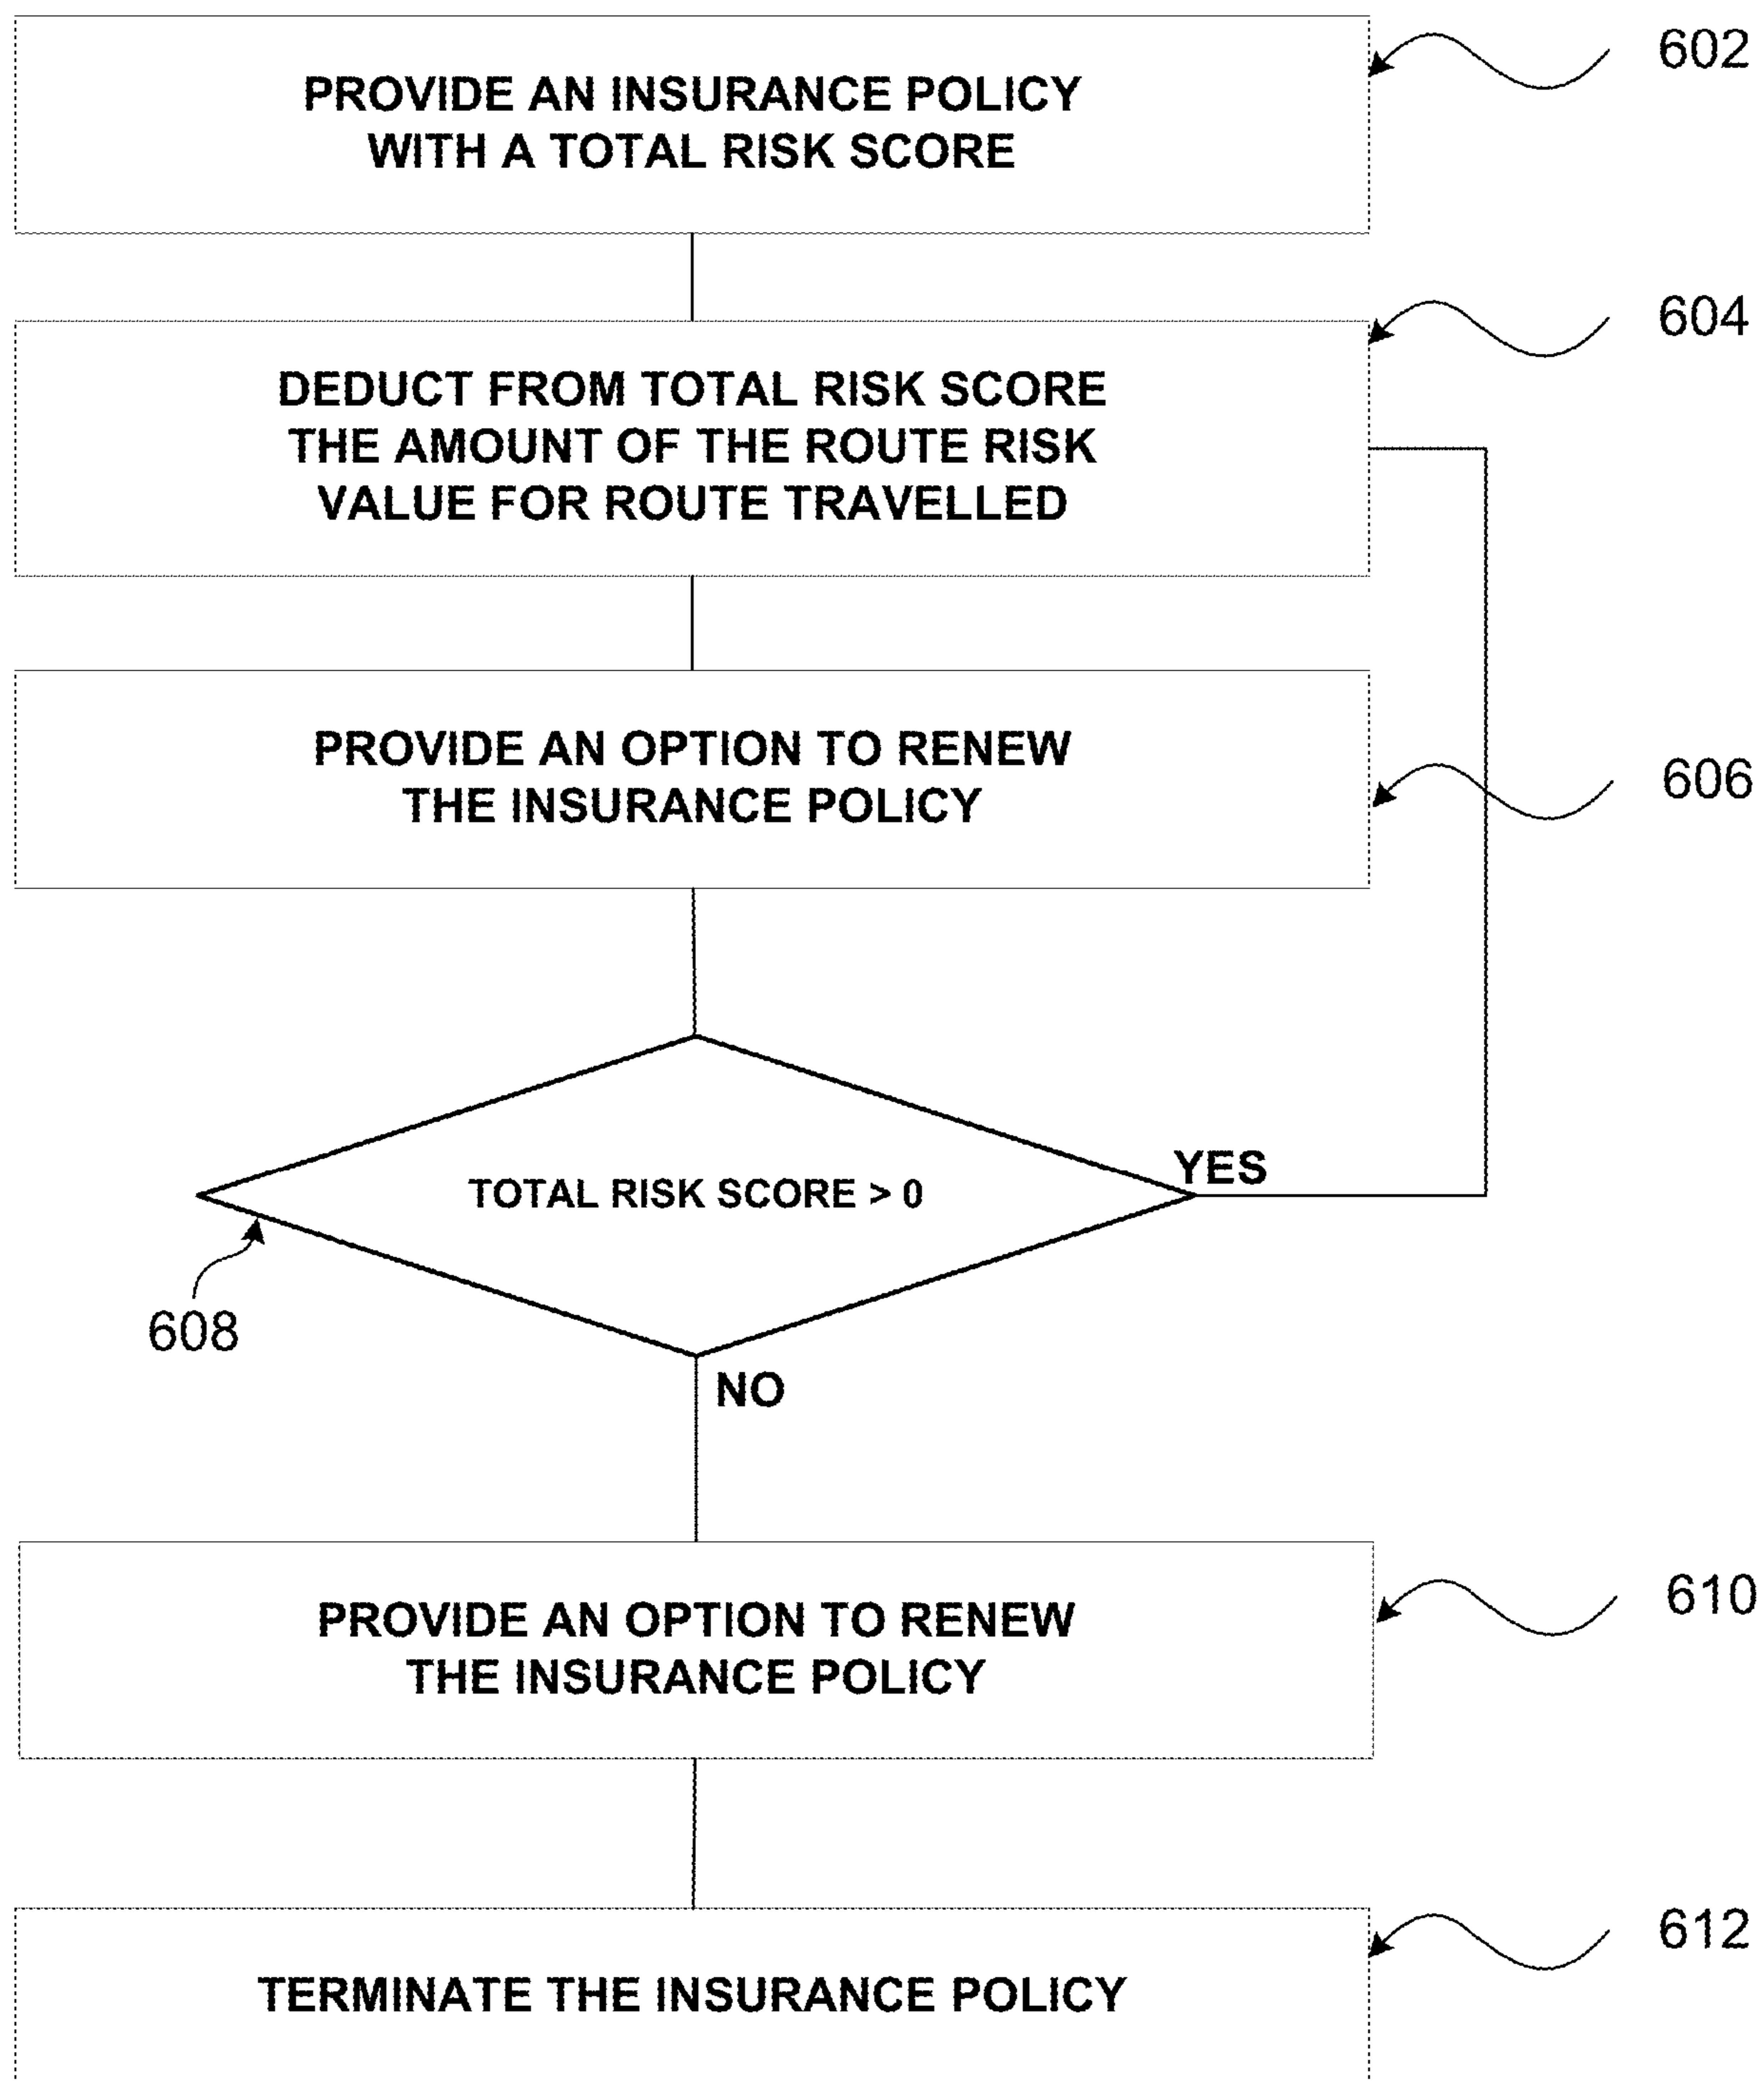 PROVIDE AN INSURANCE POLICY
WITH A TOTAL RISK SCORE
602
DEDUCT FROM TOTAL RISK SCORE
THE AMOUNT OF THE ROUTE RISK
VALUE FOR ROUTE TRAVELLED
604
PROVIDE AN OPTION TO RENEW
THE INSURANCE POLICY
606
TOTAL RISK SCORE > 0
YES
608
NO
PROVIDE AN OPTION TO RENEW
THE INSURANCE POLICY
610
TERMINATE THE INSURANCE POLICY
612